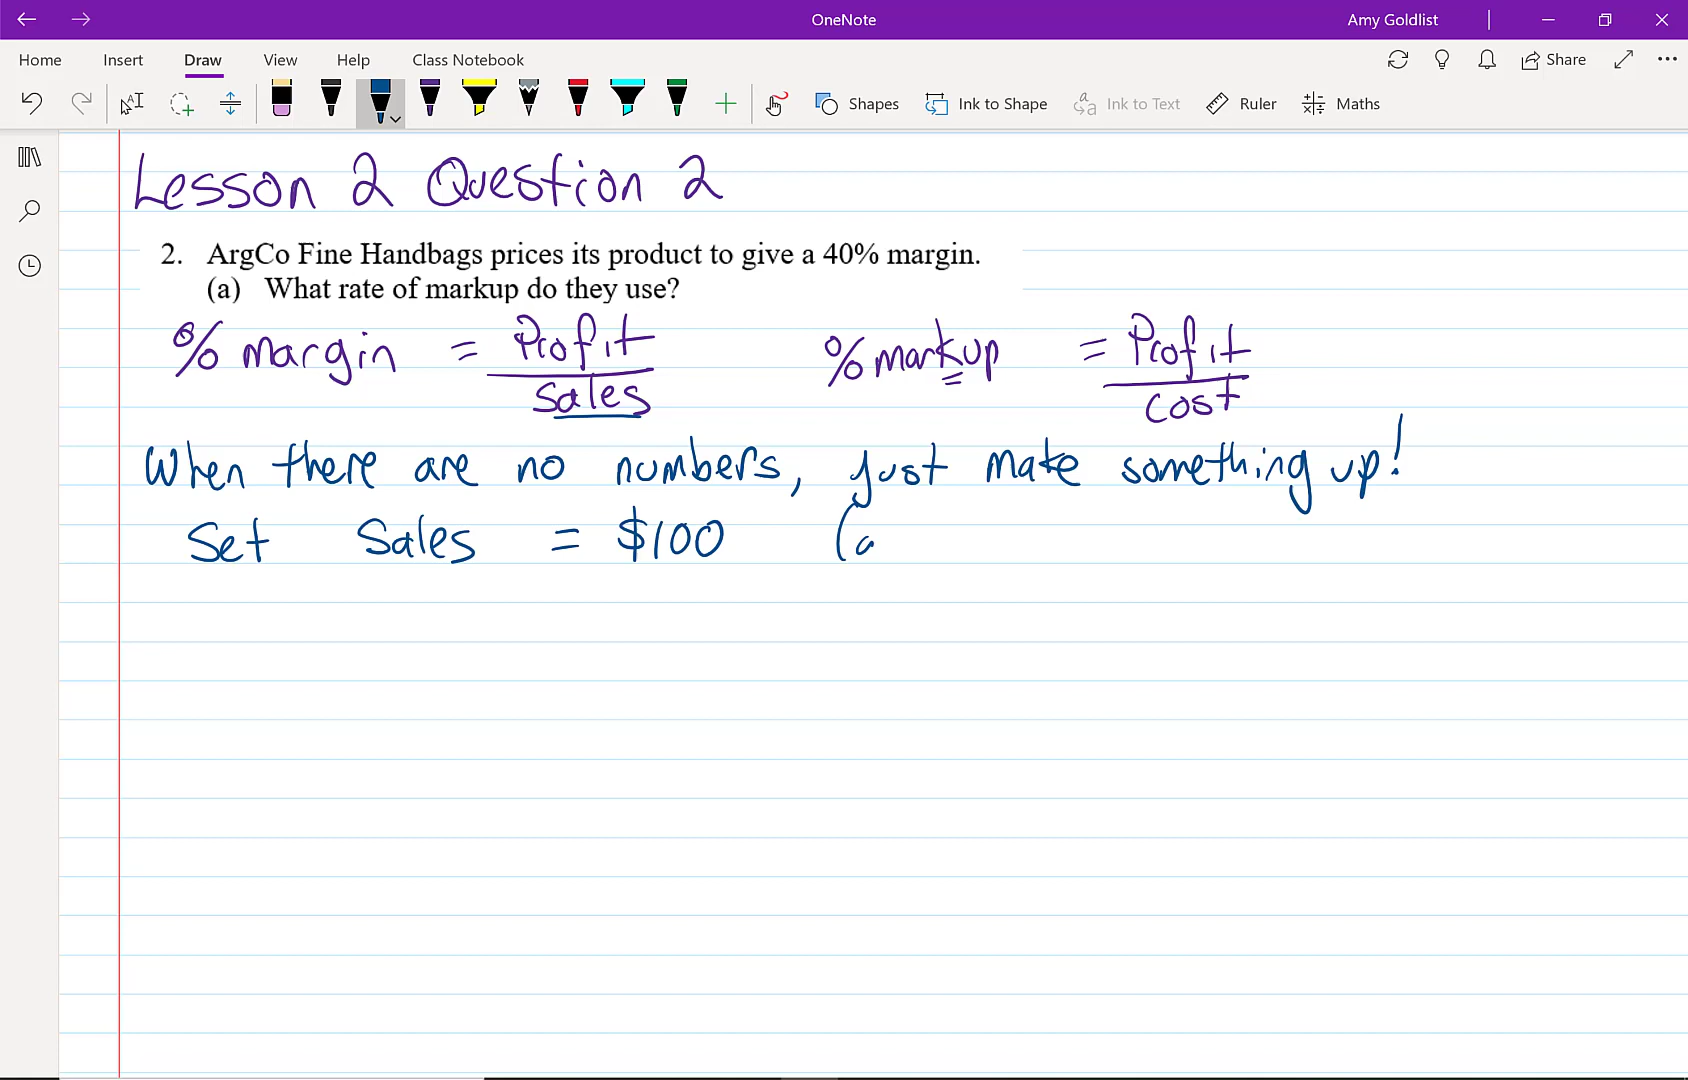 OneNote
Amy Goldlist
Home Insert Draw View Help Class Notebook
Share
Shapes Ink to Shape Ink to Text Ruler Maths
Lesson 2 Question 2
2. ArgCo Fine Handbags prices its product to give a 40% margin.
(a) What rate of markup do they use?
% margin = Profit / Sales % markup = Profit / Cost
When there are no numbers, just make something up!
Set Sales = $100 (a